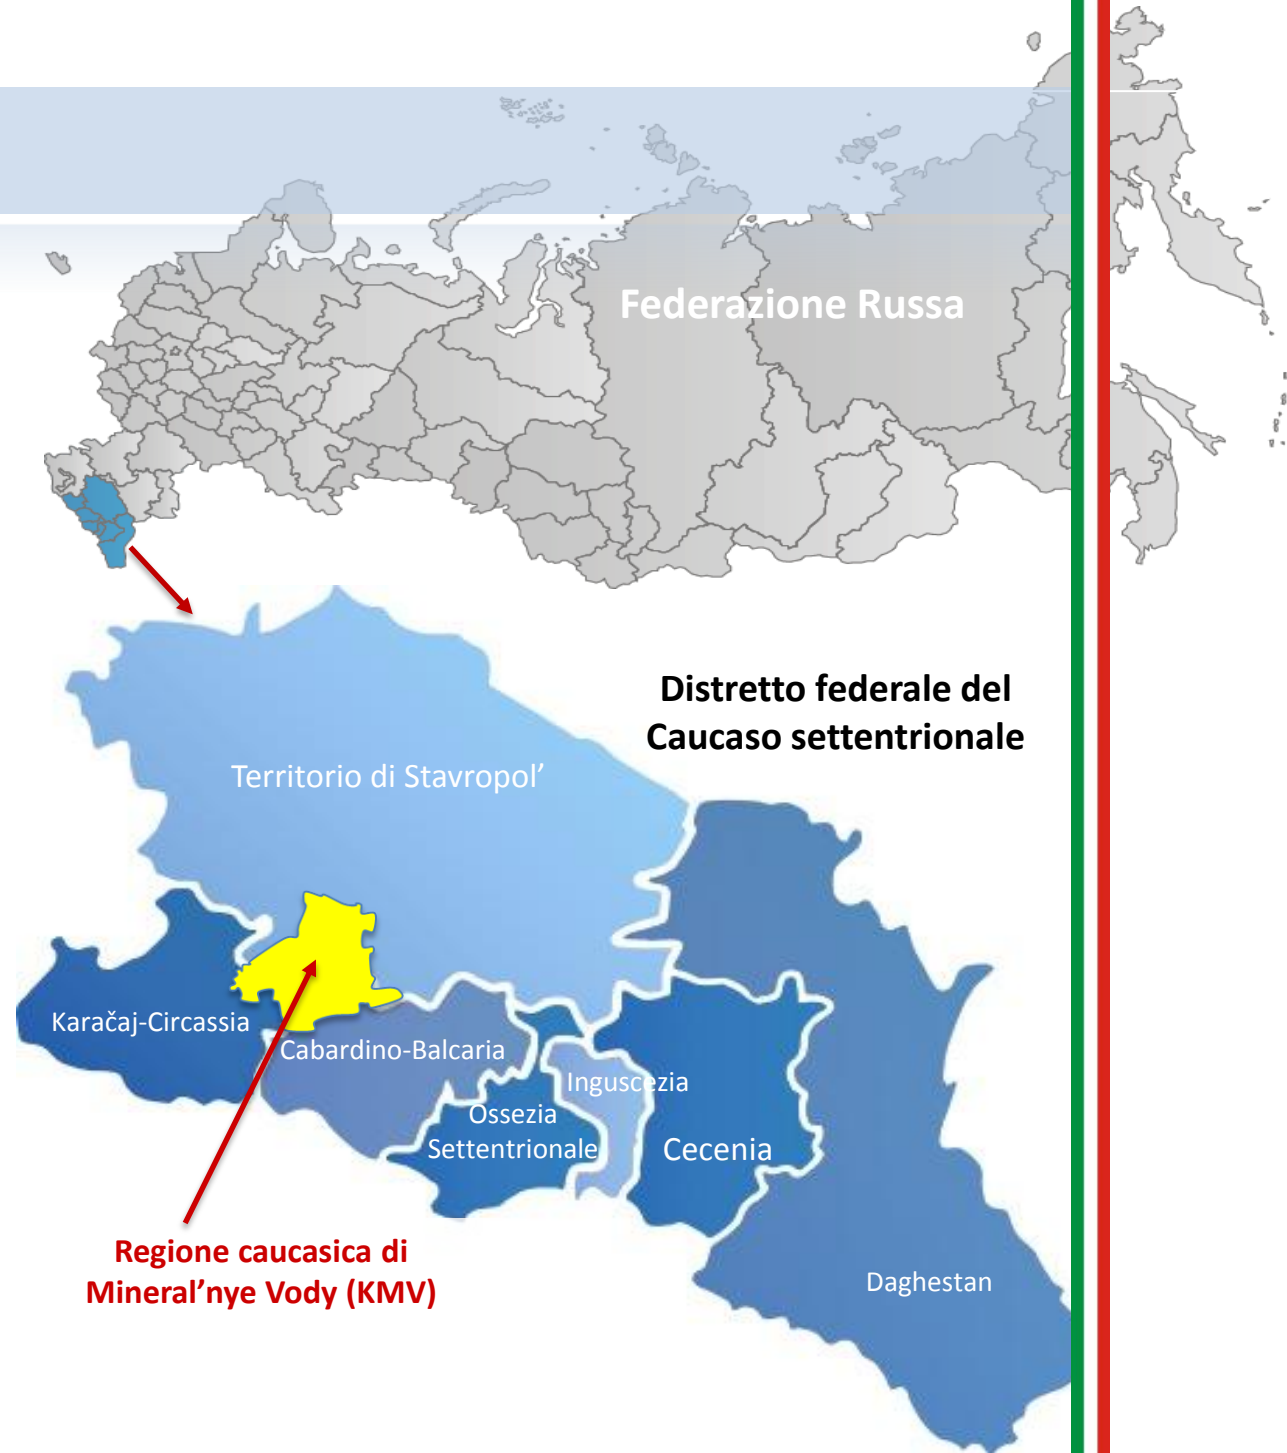 Federazione Russa
Distretto federale del
Caucaso settentrionale
Territorio di Stavropol’
Karačaj-Circassia
Cabardino-Balcaria
Inguscezia
Ossezia
Settentrionale
Cecenia
Regione caucasica di
Mineral’nye Vody (KMV)
Daghestan